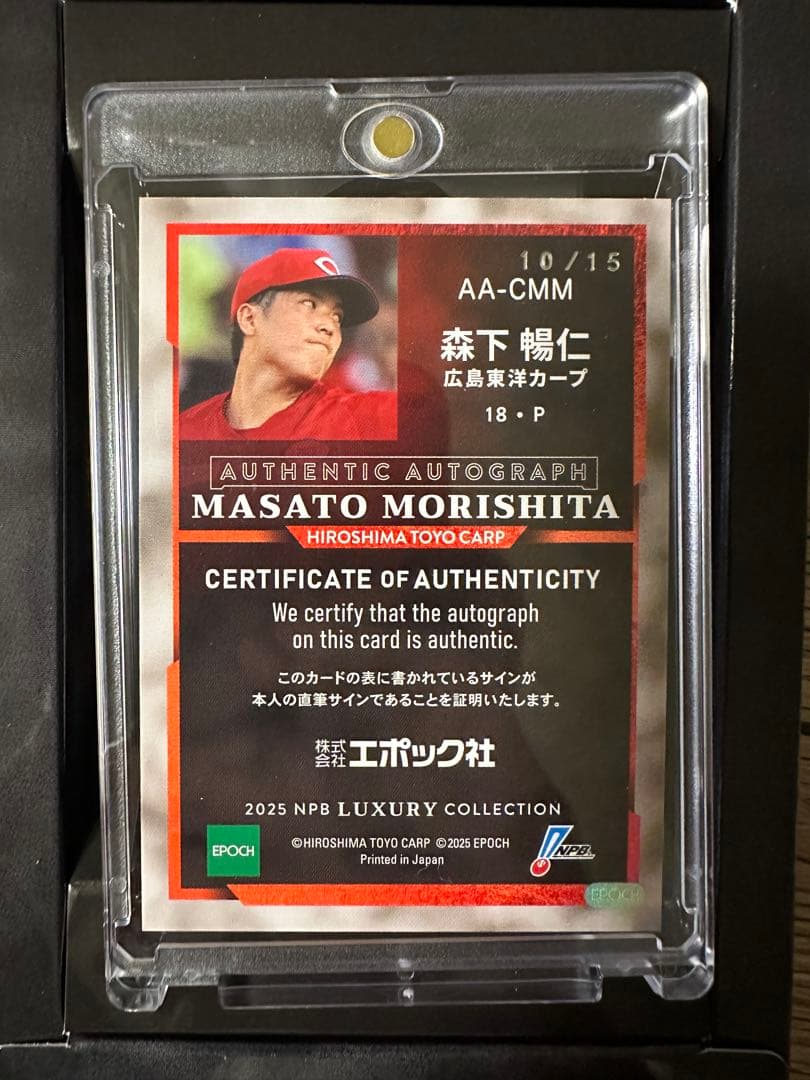 10/15
AA-CMM
森下 暢仁
広島東洋カープ
18・P
AUTHENTIC AUTOGRAPH
MASATO MORISHITA
HIROSHIMA TOYO CARP
CERTIFICATE OF AUTHENTICITY
We certify that the autograph
on this card is authentic.
このカードの表に書かれているサインが
本人の直筆サインであることを証明いたします。
株式会社エポック社
2025 NPB LUXURY COLLECTION
EPOCH
©HIROSHIMA TOYO CARP ©2025 EPOCH
Printed in Japan
NPB
EPOCH